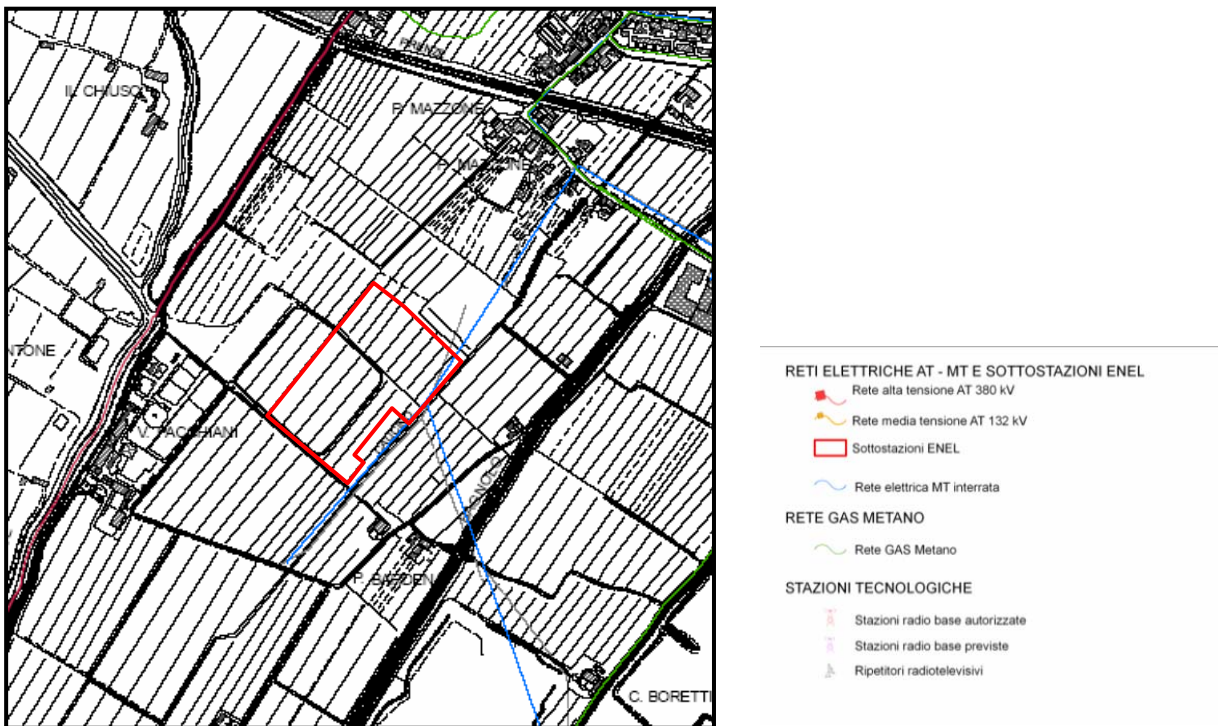 IL CHIUSO
P. MAZZONE
P. MAZZONE
V. PACCHIANI
C. BORETTI
RETI ELETTRICHE AT - MT E SOTTOSTAZIONI ENEL
Rete alta tensione AT 380 kV
Rete media tensione AT 132 kV
Sottostazioni ENEL
Rete elettrica MT interrata
RETE GAS METANO
Rete GAS Metano
STAZIONI TECNOLOGICHE
Stazioni radio base autorizzate
Stazioni radio base previste
Ripetitori radiotelevisivi